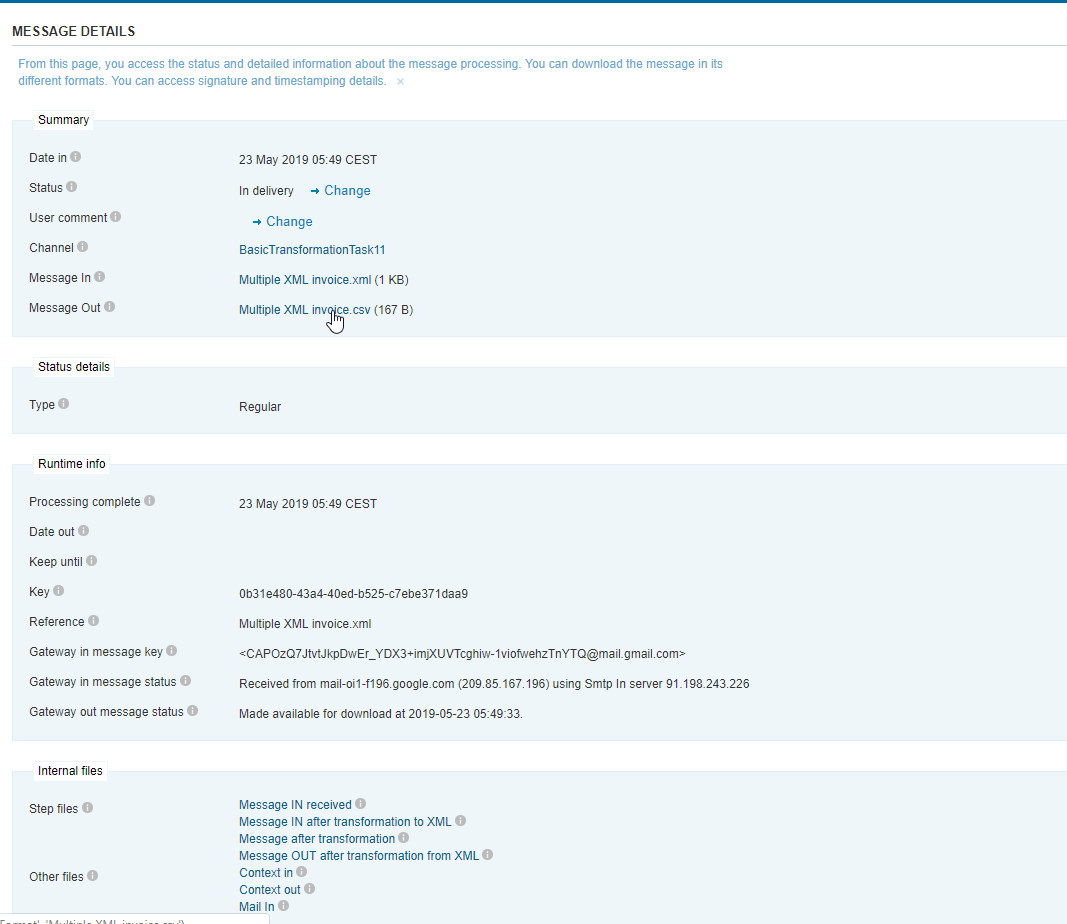 MESSAGE DETAILS
From this page, you access the status and detailed information about the message processing. You can download the message in its
different formats. You can access signature and timestamping details. ×
Summary
Date in 23 May 2019 05:49 CEST
Status In delivery → Change
User comment → Change
Channel BasicTransformationTask11
Message In Multiple XML invoice.xml (1 KB)
Message Out Multiple XML invoice.csv (167 B)
Status details
Type Regular
Runtime info
Processing complete 23 May 2019 05:49 CEST
Date out
Keep until
Key 0b31e480-43a4-40ed-b525-c7ebe371daa9
Reference Multiple XML invoice.xml
Gateway in message key <CAPOzQ7JtvtJkpDwEr_YDX3+imjXUVTcghiw-1viofwehzTnYTQ@mail.gmail.com>
Gateway in message status Received from mail-oi1-f196.google.com (209.85.167.196) using Smtp In server 91.198.243.226
Gateway out message status Made available for download at 2019-05-23 05:49:33.
Internal files
Step files Message IN received
Message IN after transformation to XML
Message after transformation
Message OUT after transformation from XML
Other files Context in
Context out
Mail In